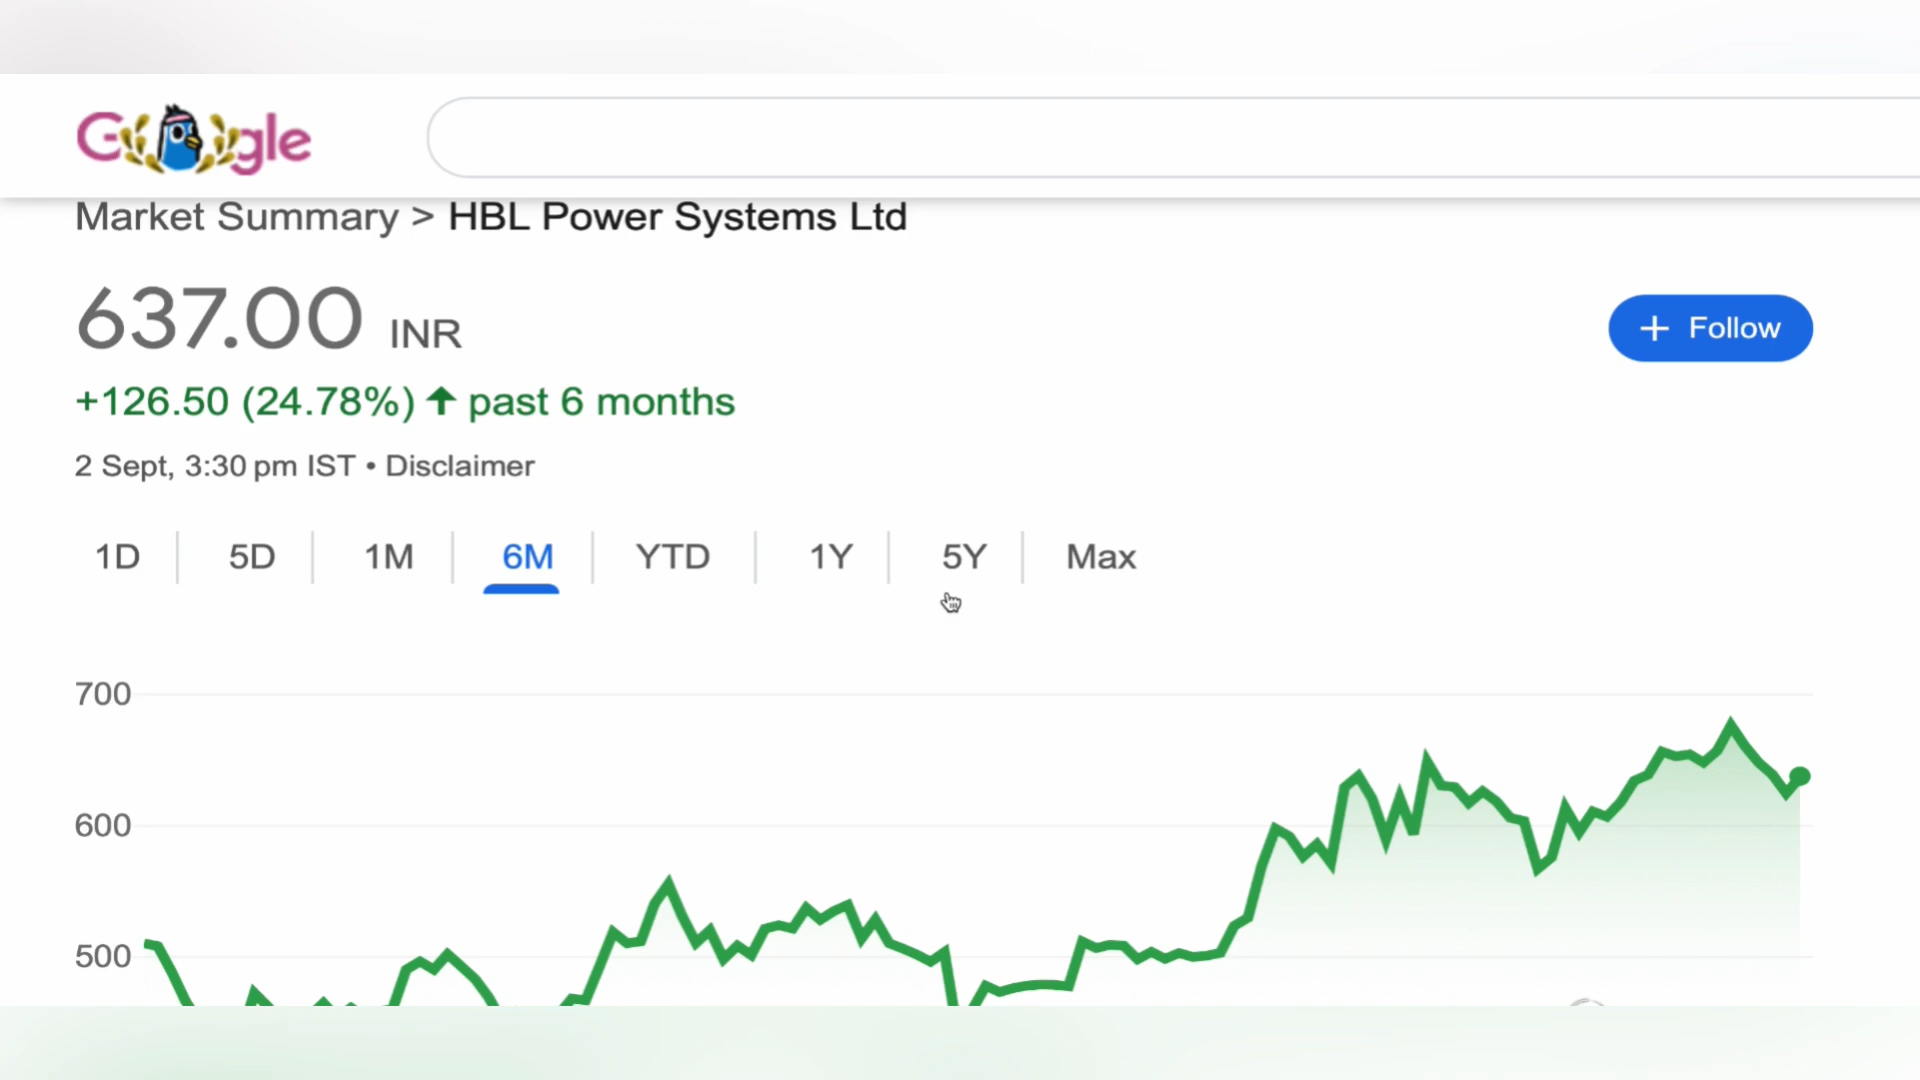 Google
Market Summary > HBL Power Systems Ltd
637.00 INR
+ Follow
+126.50 (24.78%) ↑ past 6 months
2 Sept, 3:30 pm IST • Disclaimer
1D 5D 1M 6M YTD 1Y 5Y Max
700
600
500